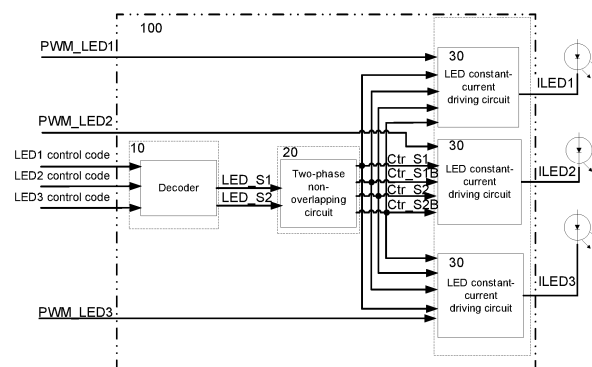 100
PWM_LED1
30
LED constant-
current
driving circuit
ILED1
PWM_LED2
10
LED1 control code
LED2 control code
LED3 control code
Decoder
LED_S1
LED_S2
20
Two-phase
non-
overlapping
circuit
Ctr_S1
Ctr_S1B
Ctr_S2
Ctr_S2B
30
LED constant-
current
driving circuit
ILED2
30
LED constant-
current
driving circuit
ILED3
PWM_LED3